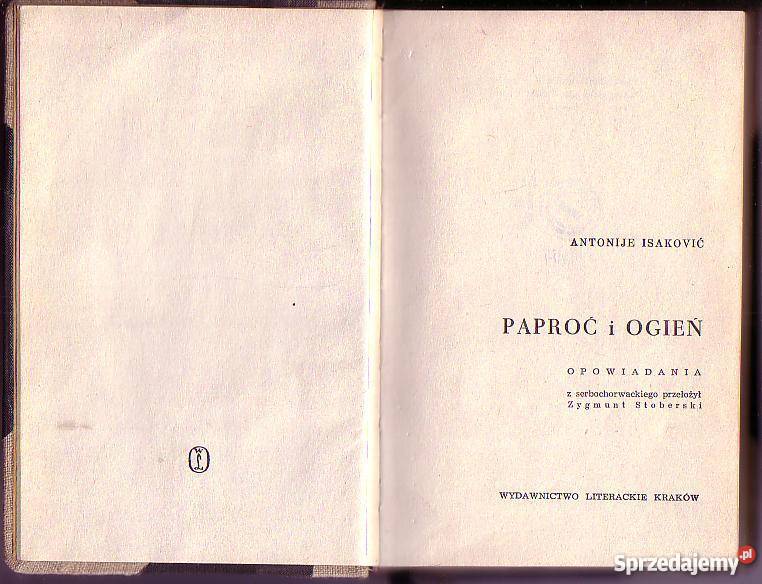 ANTONIJE ISAKOVIĆ
PAPROĆ i OGIEŃ
OPOWIADANIA
z serbochorwackiego przełożył
Zygmunt Stoberski
WYDAWNICTWO LITERACKIE KRAKÓW
Sprzedajemy.pl